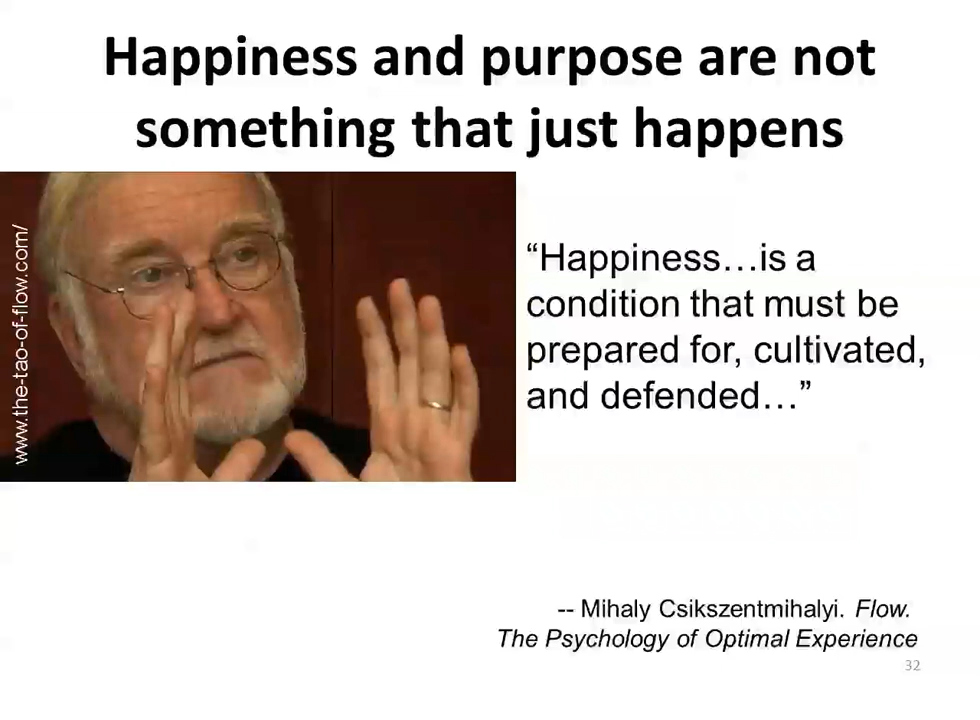 Happiness and purpose are not
something that just happens
www.the-tao-of-flow.com/
“Happiness…is a
condition that must be
prepared for, cultivated,
and defended…”
-- Mihaly Csikszentmihalyi. Flow.
The Psychology of Optimal Experience
32